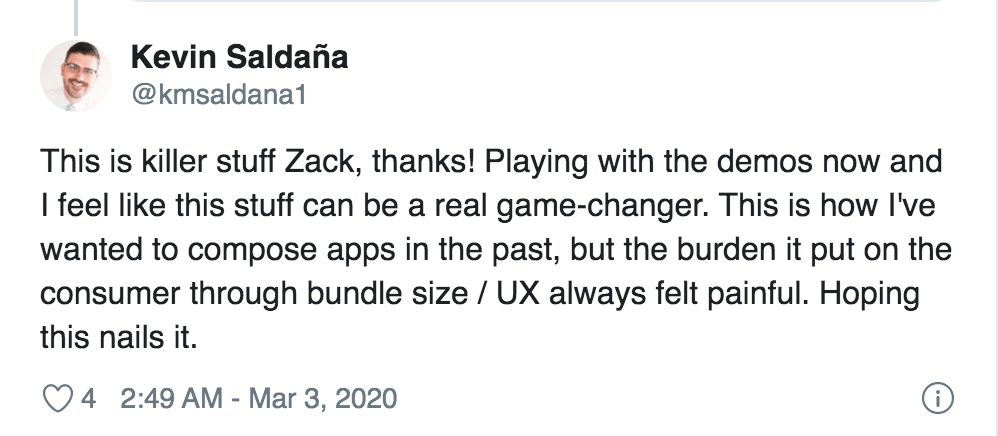 Kevin Saldaña
@kmsaldana1
This is killer stuff Zack, thanks! Playing with the demos now and
I feel like this stuff can be a real game-changer. This is how I've
wanted to compose apps in the past, but the burden it put on the
consumer through bundle size / UX always felt painful. Hoping
this nails it.
4 2:49 AM - Mar 3, 2020